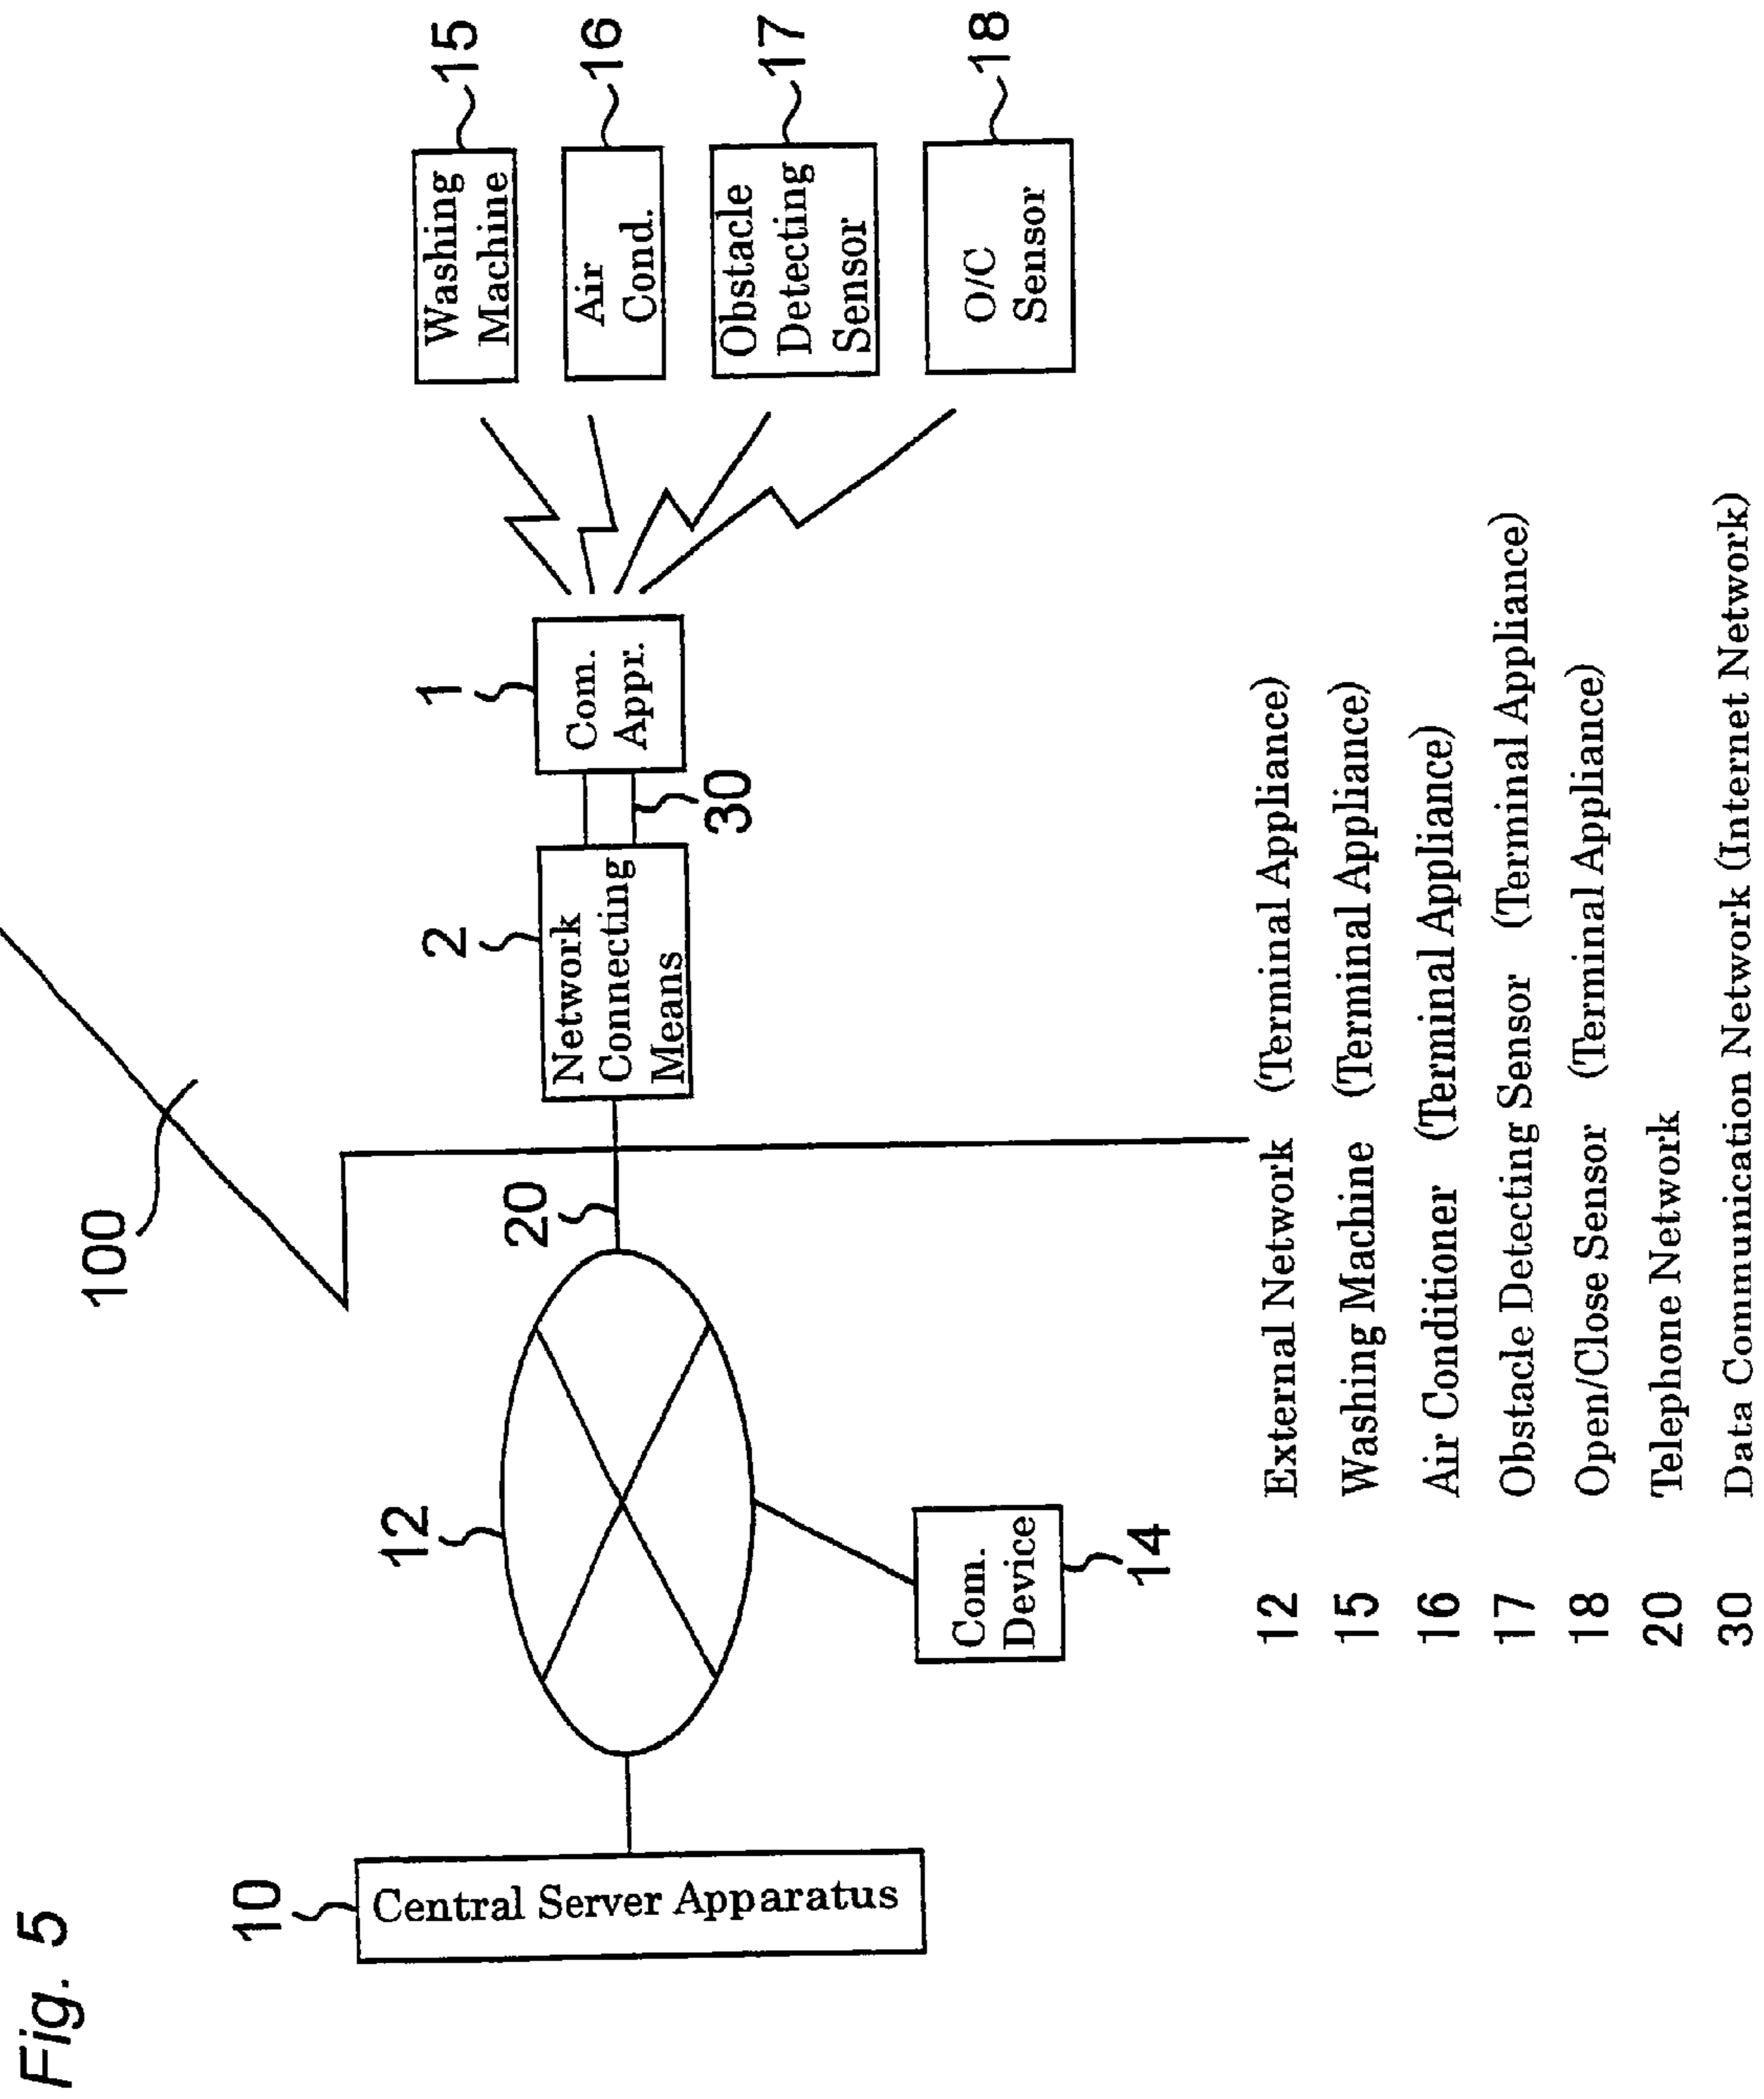 Fig. 5
100
10
Central Server Apparatus
12
20
2
Network
Connecting
Means
30
1
Com.
Appr.
Washing
Machine
15
Air
Cond.
16
Obstacle
Detecting
Sensor
17
O/C
Sensor
18
Com.
Device
14
12 External Network (Terminal Appliance)
15 Washing Machine (Terminal Appliance)
16 Air Conditioner (Terminal Appliance)
17 Obstacle Detecting Sensor (Terminal Appliance)
18 Open/Close Sensor (Terminal Appliance)
20 Telephone Network
30 Data Communication Network (Internet Network)